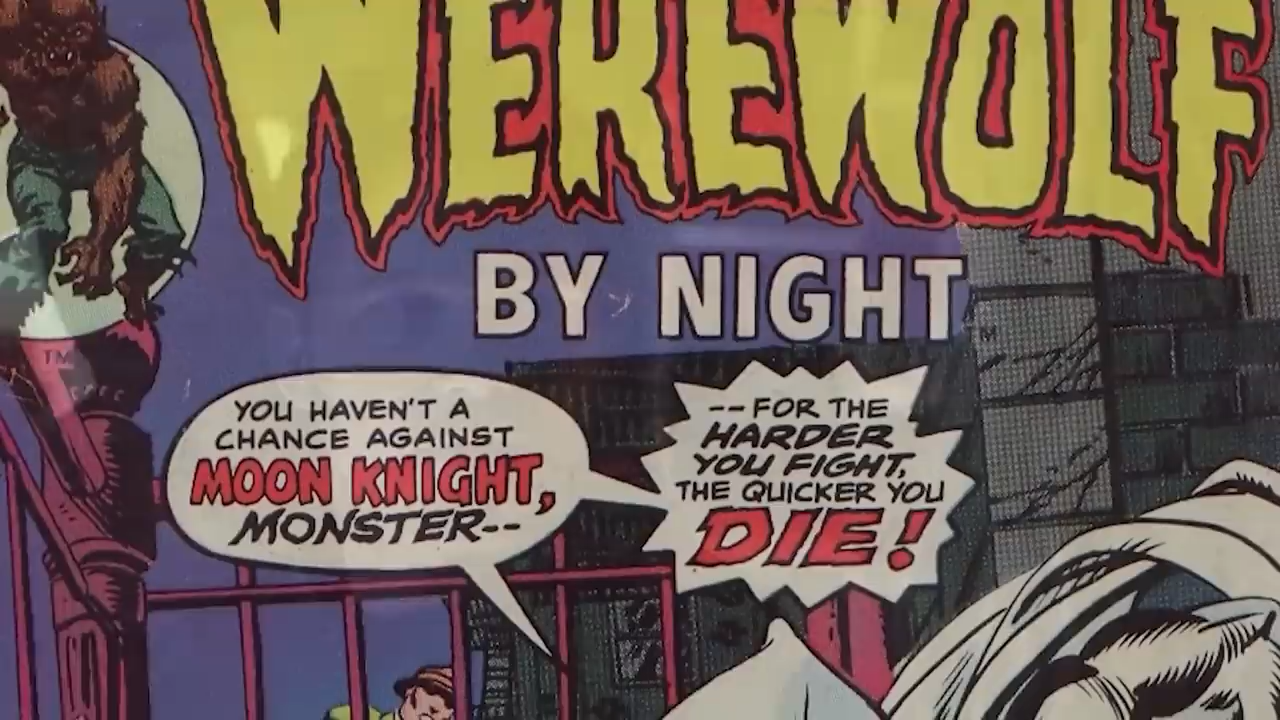 WEREWOLF
BY NIGHT
TM
YOU HAVEN'T A
CHANCE AGAINST
MOON KNIGHT,
MONSTER--
--FOR THE
HARDER
YOU FIGHT,
THE QUICKER YOU
DIE!